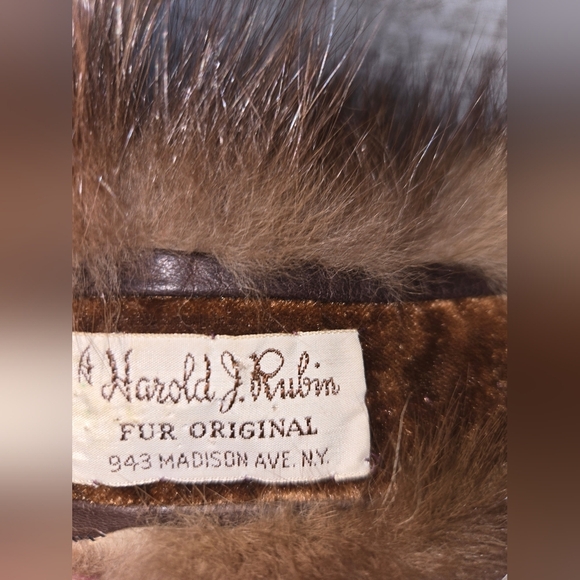 A Harold J. Rubin
FUR ORIGINAL
943 MADISON AVE. N.Y.